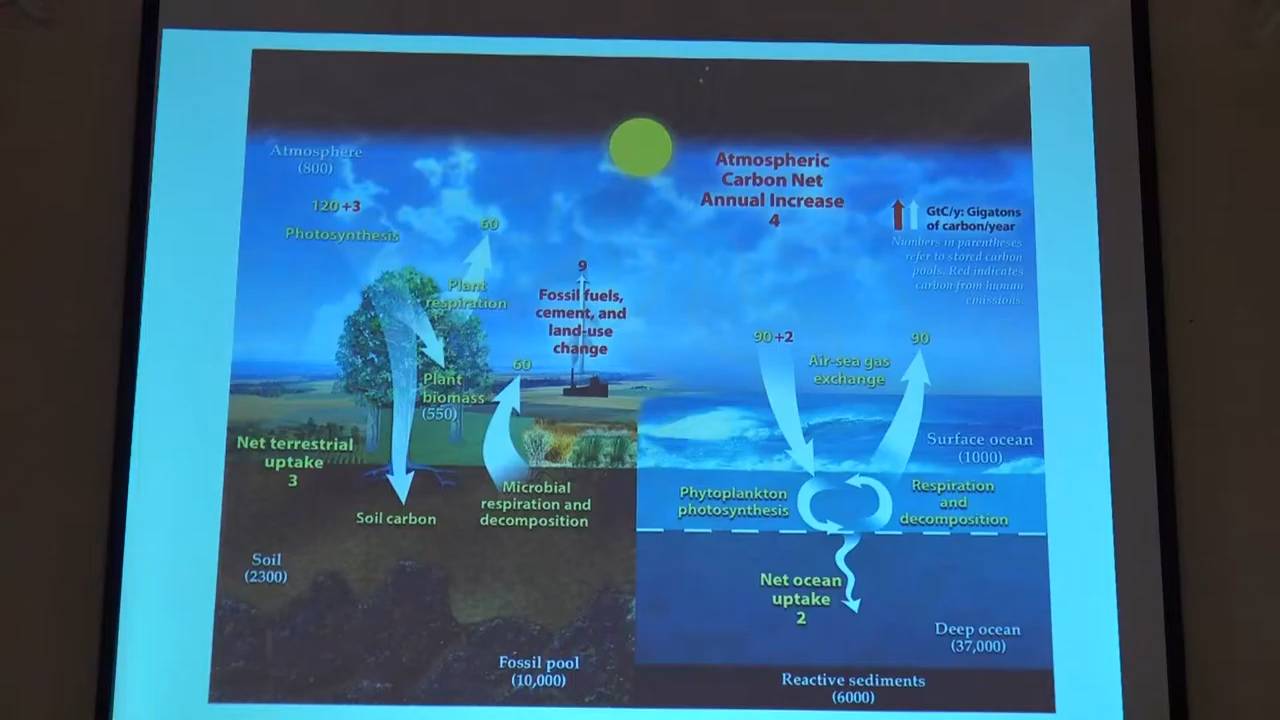 Atmosphere
(800)
120+3
Photosynthesis
60
Plant
respiration
9
Fossil fuels,
cement, and
land-use
change
Atmospheric
Carbon Net
Annual Increase
4
GtC/y: Gigatons
of carbon/year
Numbers in parentheses
refer to stored carbon
pools. Red indicates
carbon from human
emissions.
90+2
90
Air-sea gas
exchange
60
Plant
biomass
(550)
Net terrestrial
uptake
3
Surface ocean
(1000)
Microbial
respiration and
decomposition
Soil carbon
Phytoplankton
photosynthesis
Respiration
and
decomposition
Soil
(2300)
Net ocean
uptake
2
Deep ocean
(37,000)
Fossil pool
(10,000)
Reactive sediments
(6000)